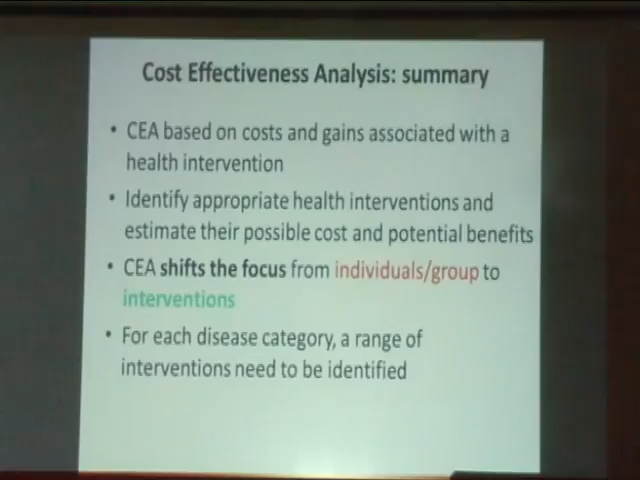 Cost Effectiveness Analysis: summary
• CEA based on costs and gains associated with a
health intervention
• Identify appropriate health interventions and
estimate their possible cost and potential benefits
• CEA shifts the focus from individuals/group to
interventions
• For each disease category, a range of
interventions need to be identified